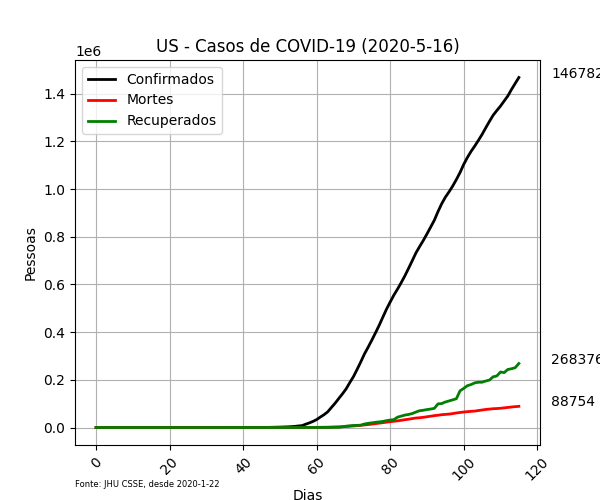 US - Casos de COVID-19 (2020-5-16)
1e6
Confirmados
Mortes
Recuperados
146782
1.4
1.2
1.0
0.8
0.6
0.4
0.2
0.0
Pessoas
268376
88754
0
20
40
60
80
100
120
Fonte: JHU CSSE, desde 2020-1-22
Dias